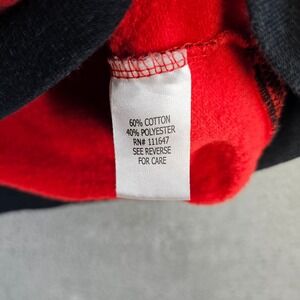 60% COTTON
40% POLYESTER
RN# 111647
SEE REVERSE
FOR CARE